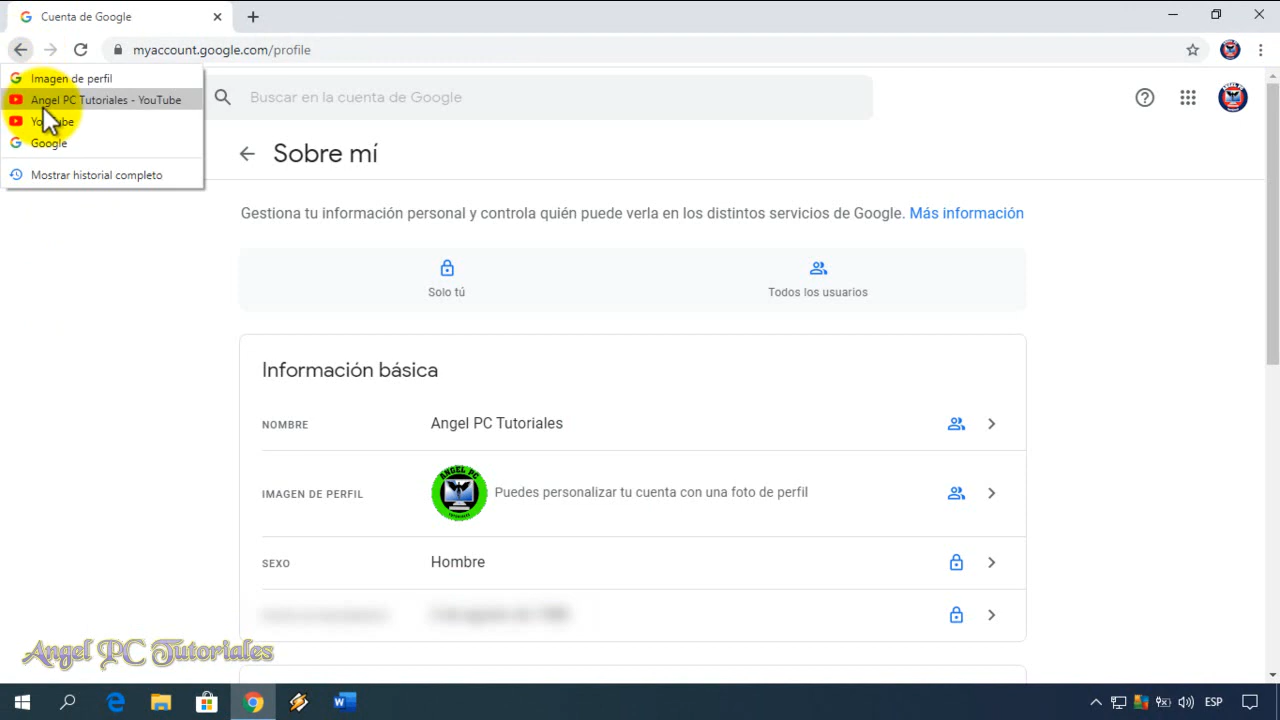 Cuenta de Google
myaccount.google.com/profile
Imagen de perfil
Angel PC Tutoriales - YouTube
YouTube
Google
Mostrar historial completo
Buscar en la cuenta de Google
Sobre mí
Gestiona tu información personal y controla quién puede verla en los distintos servicios de Google. Más información
Solo tú
Todos los usuarios
Información básica
NOMBRE
Angel PC Tutoriales
IMAGEN DE PERFIL
ANGEL PC
Puedes personalizar tu cuenta con una foto de perfil
SEXO
Hombre
Angel PC Tutoriales
ESP